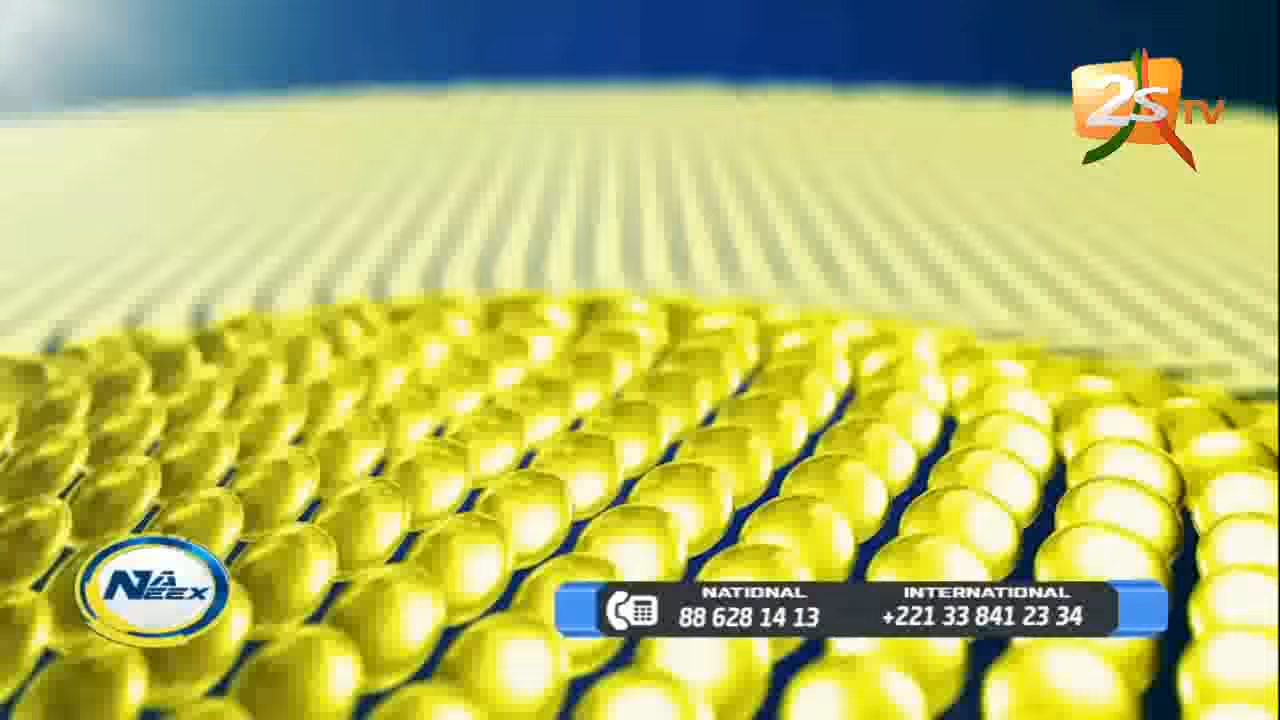 2s TV
NA
NEEX
NATIONAL
88 628 14 13
INTERNATIONAL
+221 33 841 23 34